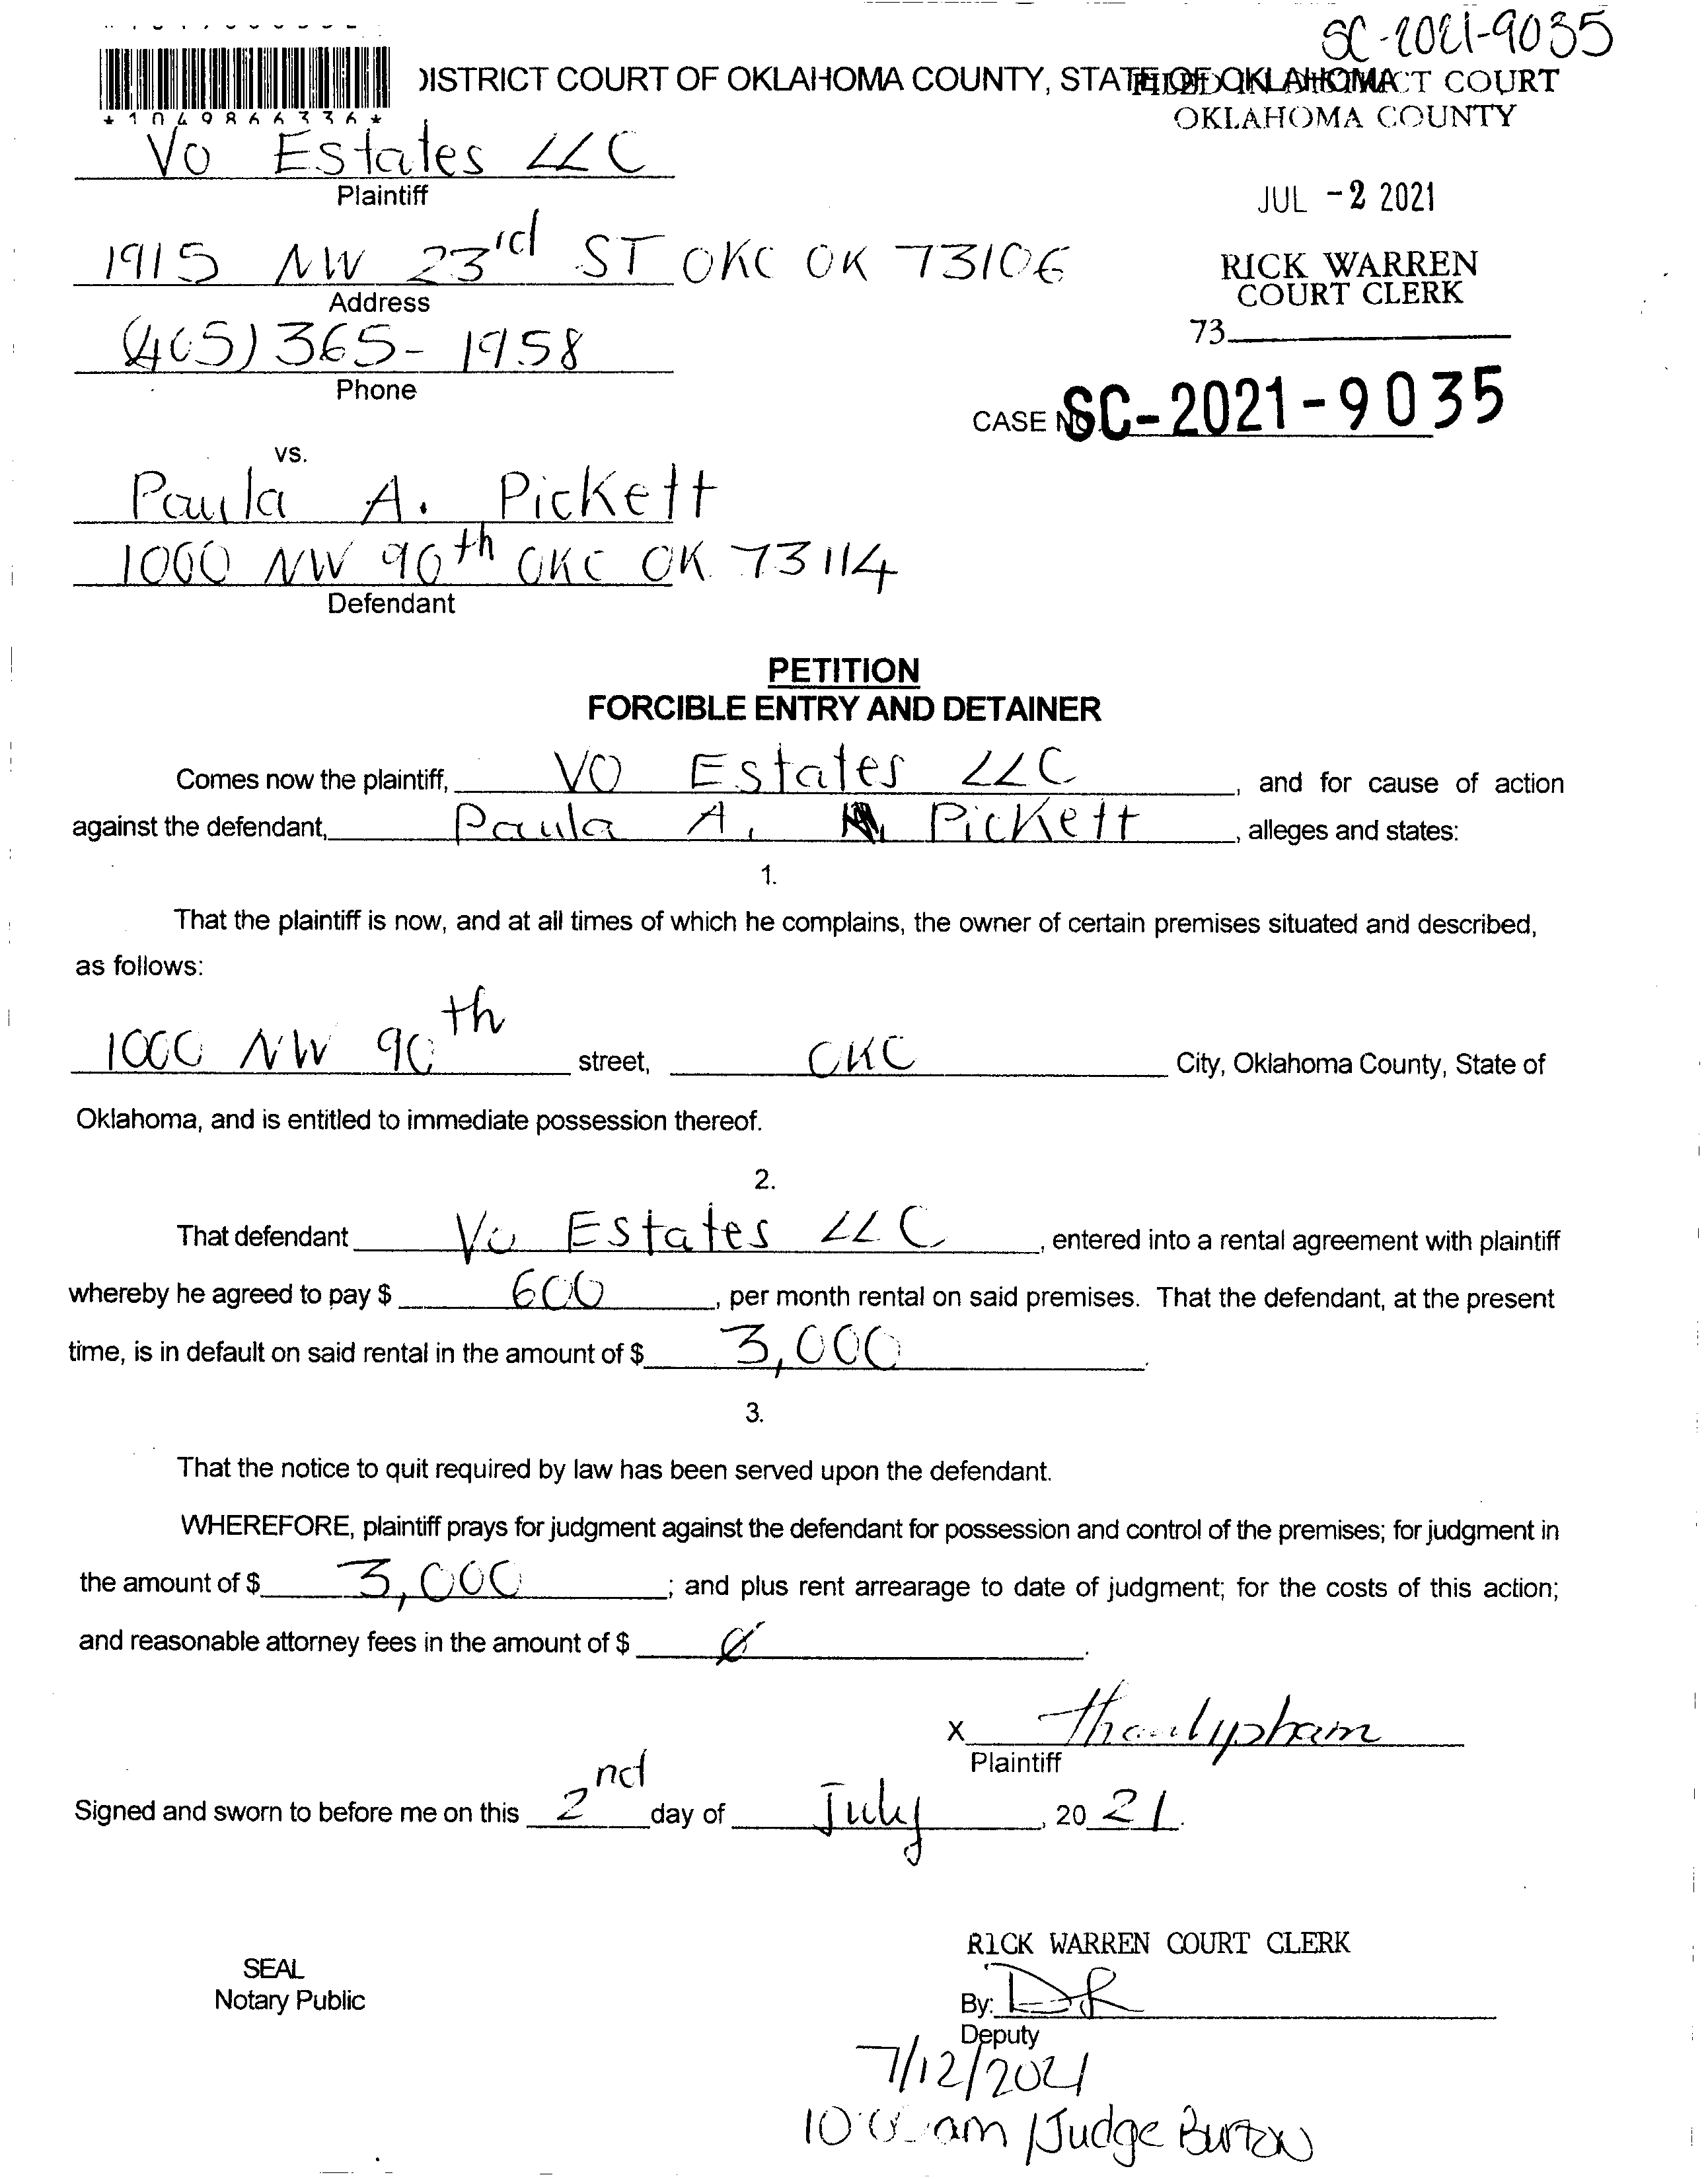 SC-2021-9035
DISTRICT COURT OF OKLAHOMA COUNTY, STATE OF OKLAHOMA
FILED IN DISTRICT COURT
OKLAHOMA COUNTY
*1049866336*
Vo Estates LLC
Plaintiff
JUL -2 2021
1915 NW 23rd ST OKC OK 73106
Address
RICK WARREN
COURT CLERK
73
(405) 365-1958
Phone
CASE NO. SC-2021-9035
vs.
Paula A. Pickett
1000 NW 90th OKC OK 73114
Defendant
PETITION
FORCIBLE ENTRY AND DETAINER
Comes now the plaintiff, VO Estates LLC, and for cause of action
against the defendant, Paula A. Pickett, alleges and states:
1.
That the plaintiff is now, and at all times of which he complains, the owner of certain premises situated and described,
as follows:
1000 NW 90th street, OKC City, Oklahoma County, State of
Oklahoma, and is entitled to immediate possession thereof.
2.
That defendant Vo Estates LLC, entered into a rental agreement with plaintiff
whereby he agreed to pay $ 600, per month rental on said premises. That the defendant, at the present
time, is in default on said rental in the amount of $ 3,000.
3.
That the notice to quit required by law has been served upon the defendant.
WHEREFORE, plaintiff prays for judgment against the defendant for possession and control of the premises; for judgment in
the amount of $ 3,000; and plus rent arrearage to date of judgment; for the costs of this action;
and reasonable attorney fees in the amount of $ Ø.
X
Plaintiff
Signed and sworn to before me on this 2nd day of July, 20 21.
RICK WARREN COURT CLERK
SEAL
Notary Public
By: DR
Deputy
7/12/2021
10:00 am / Judge Burton